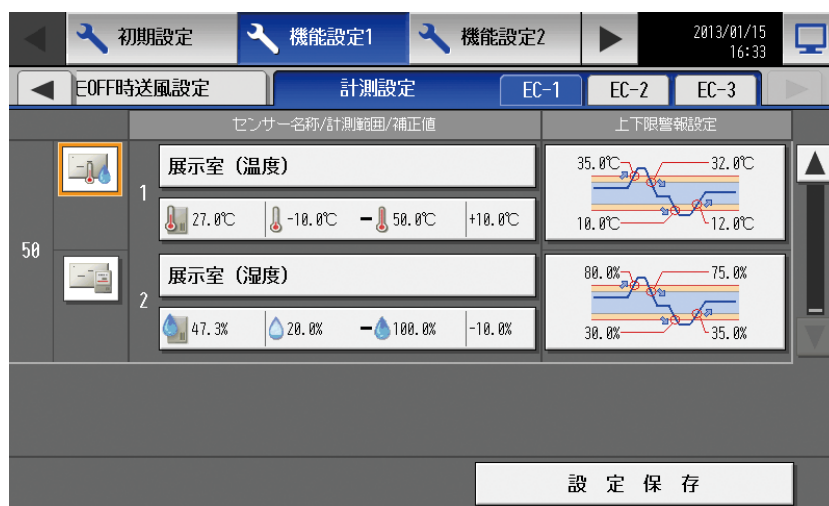 初期設定 機能設定1 機能設定2 2013/01/15
16:33
OFF時送風設定 計測設定 EC-1 EC-2 EC-3
センサー名称/計測範囲/補正値 上下限警報設定
50
1 展示室（温度）
27.0℃ -10.0℃ － 50.0℃ +10.0℃
35.0℃ 32.0℃
10.0℃ 12.0℃
2 展示室（湿度）
47.3% 20.0% － 100.0% -10.0%
80.0% 75.0%
30.0% 35.0%
設定保存